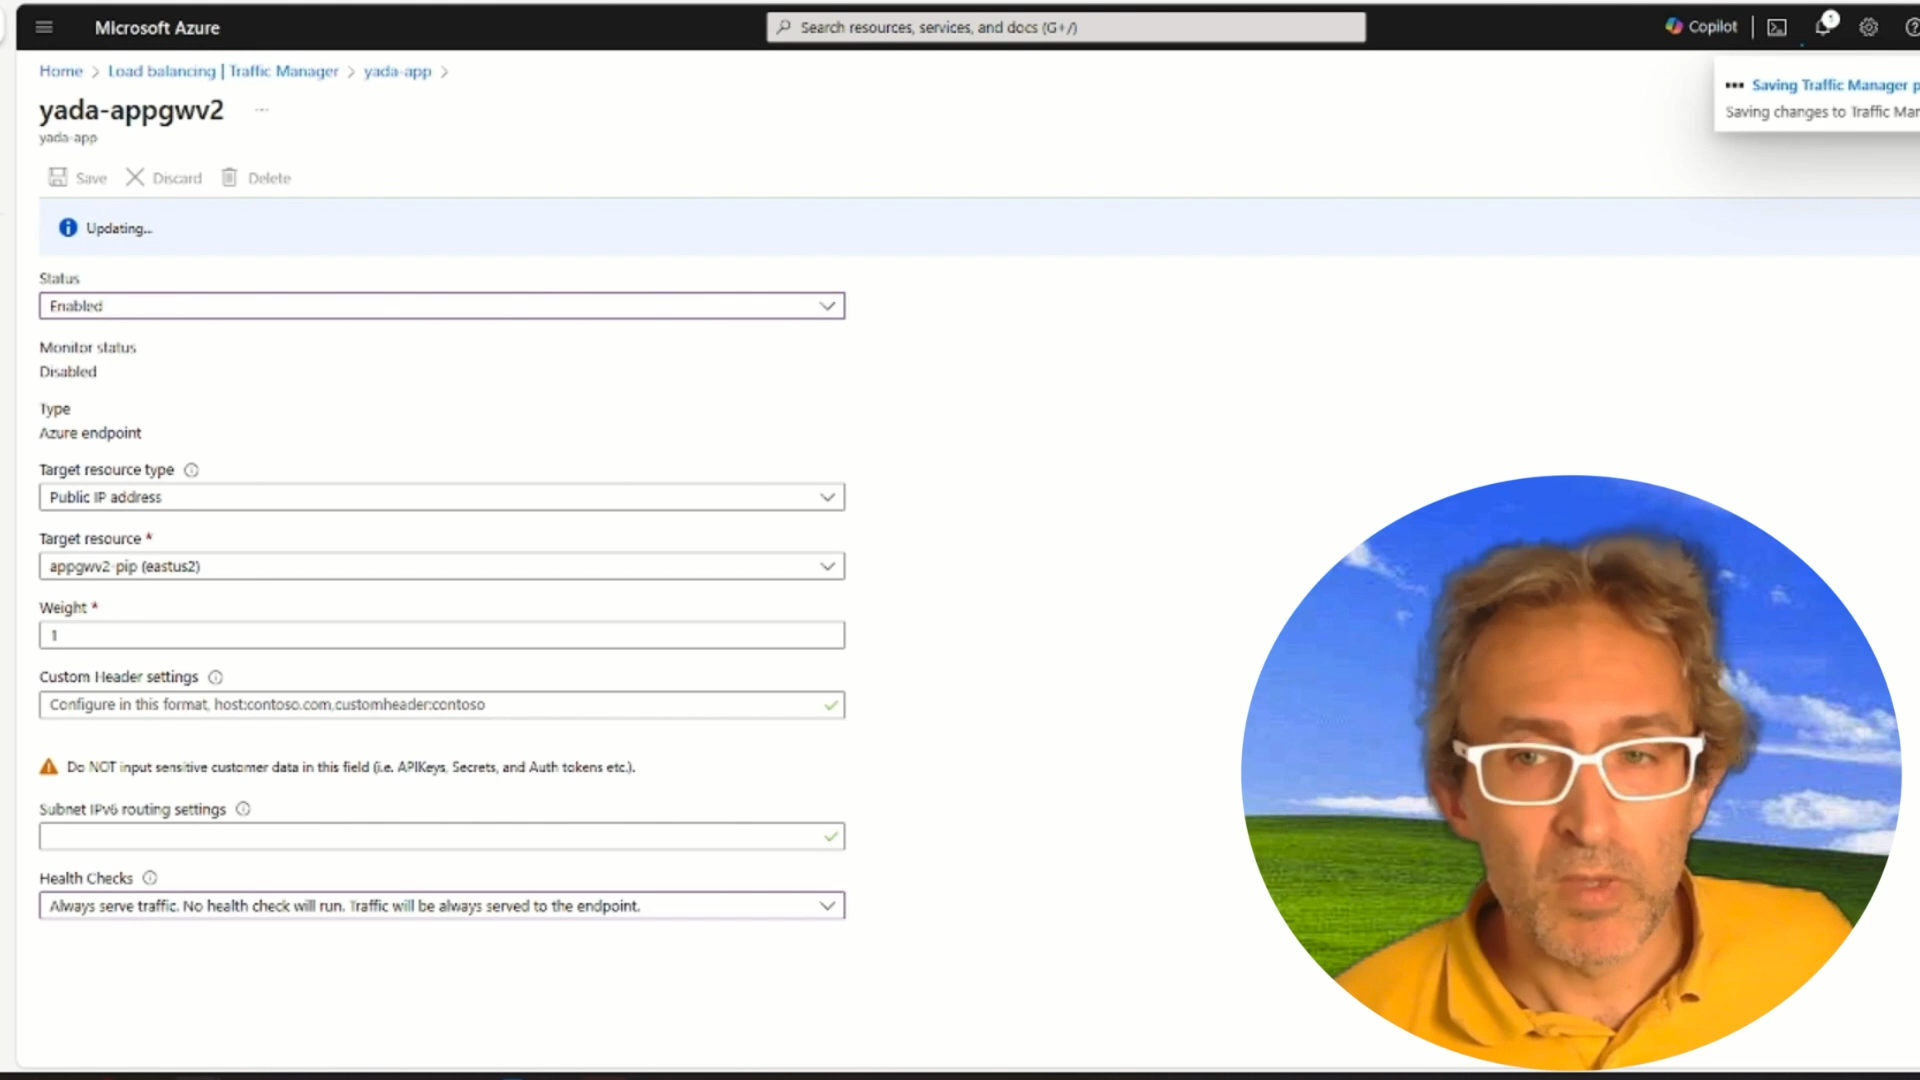 Microsoft Azure
Search resources, services, and docs (G+/)
Copilot
1
Home > Load balancing | Traffic Manager > yada-app >
yada-appgwv2 ...
yada-app
Saving Traffic Manager
Saving changes to Traffic
Save Discard Delete
Updating...
Status
Enabled
Monitor status
Disabled
Type
Azure endpoint
Target resource type
Public IP address
Target resource *
appgwv2-pip (eastus2)
Weight *
1
Custom Header settings
Configure in this format, host:contoso.com,customheader:contoso
Do NOT input sensitive customer data in this field (i.e. APIKeys, Secrets, and Auth tokens etc.).
Subnet IPv6 routing settings
Health Checks
Always serve traffic. No health check will run. Traffic will be always served to the endpoint.